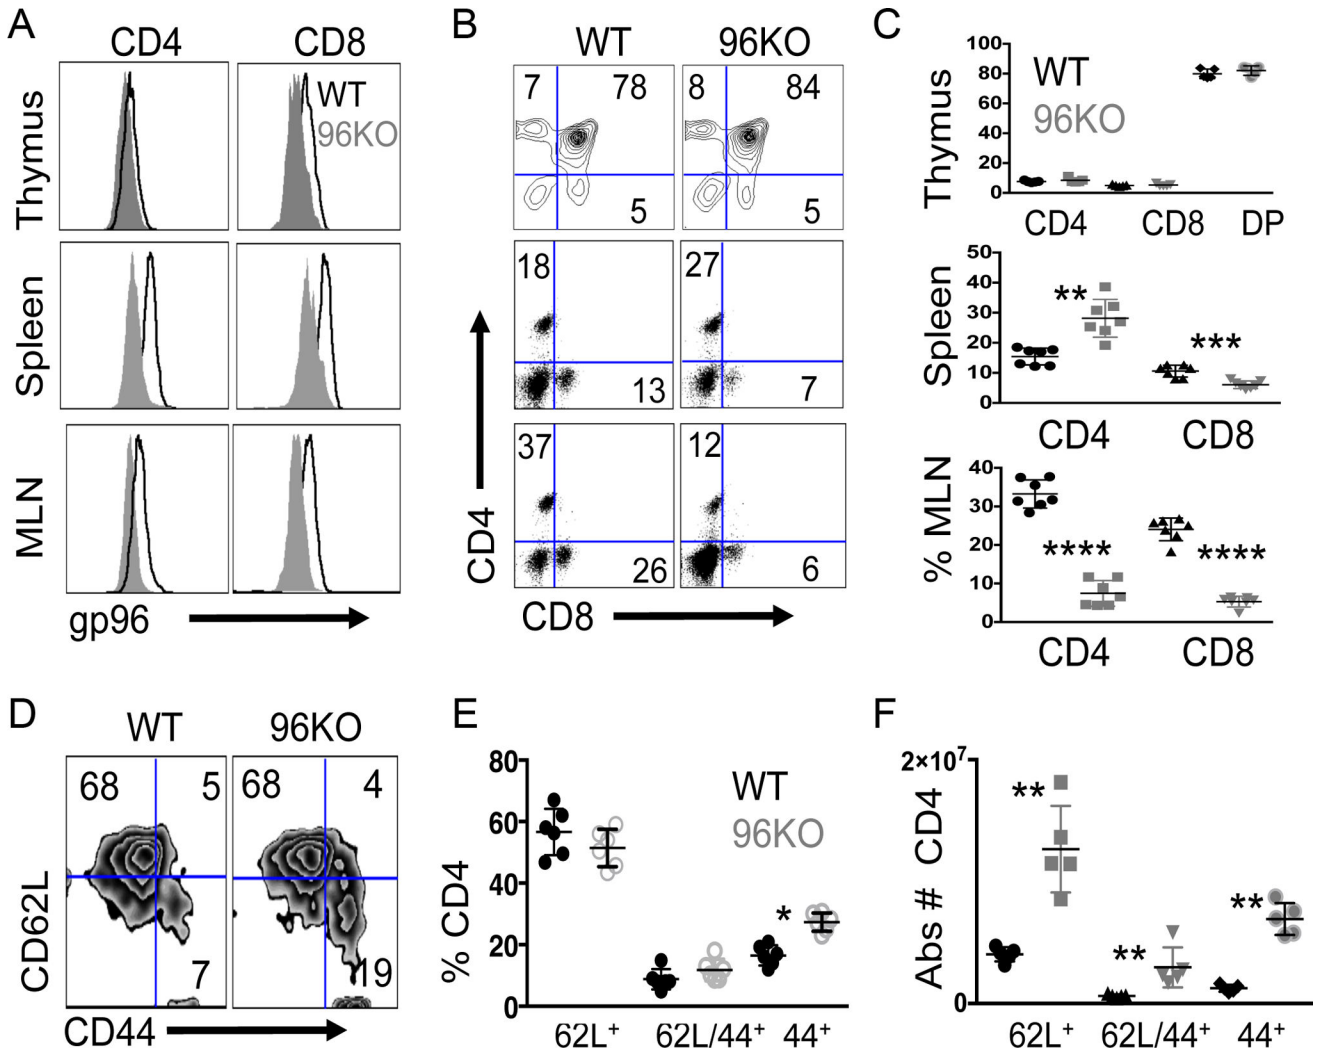 A
CD4
CD8
Thymus
WT
96KO
Spleen
MLN
gp96
B
WT
96KO
7
78
5
8
84
5
18
13
27
7
37
26
12
6
CD4
CD8
C
Thymus
100
80
60
40
20
0
WT
96KO
CD4
CD8
DP
Spleen
50
40
30
20
10
0
**
***
CD4
CD8
% MLN
40
30
20
10
0
****
****
CD4
CD8
D
WT
96KO
68
5
7
68
4
19
CD62L
CD44
E
% CD4
80
60
40
20
0
WT
96KO
*
62L⁺
62L/44⁺
44⁺
F
Abs # CD4
2×10⁷
0
**
**
**
62L⁺
62L/44⁺
44⁺